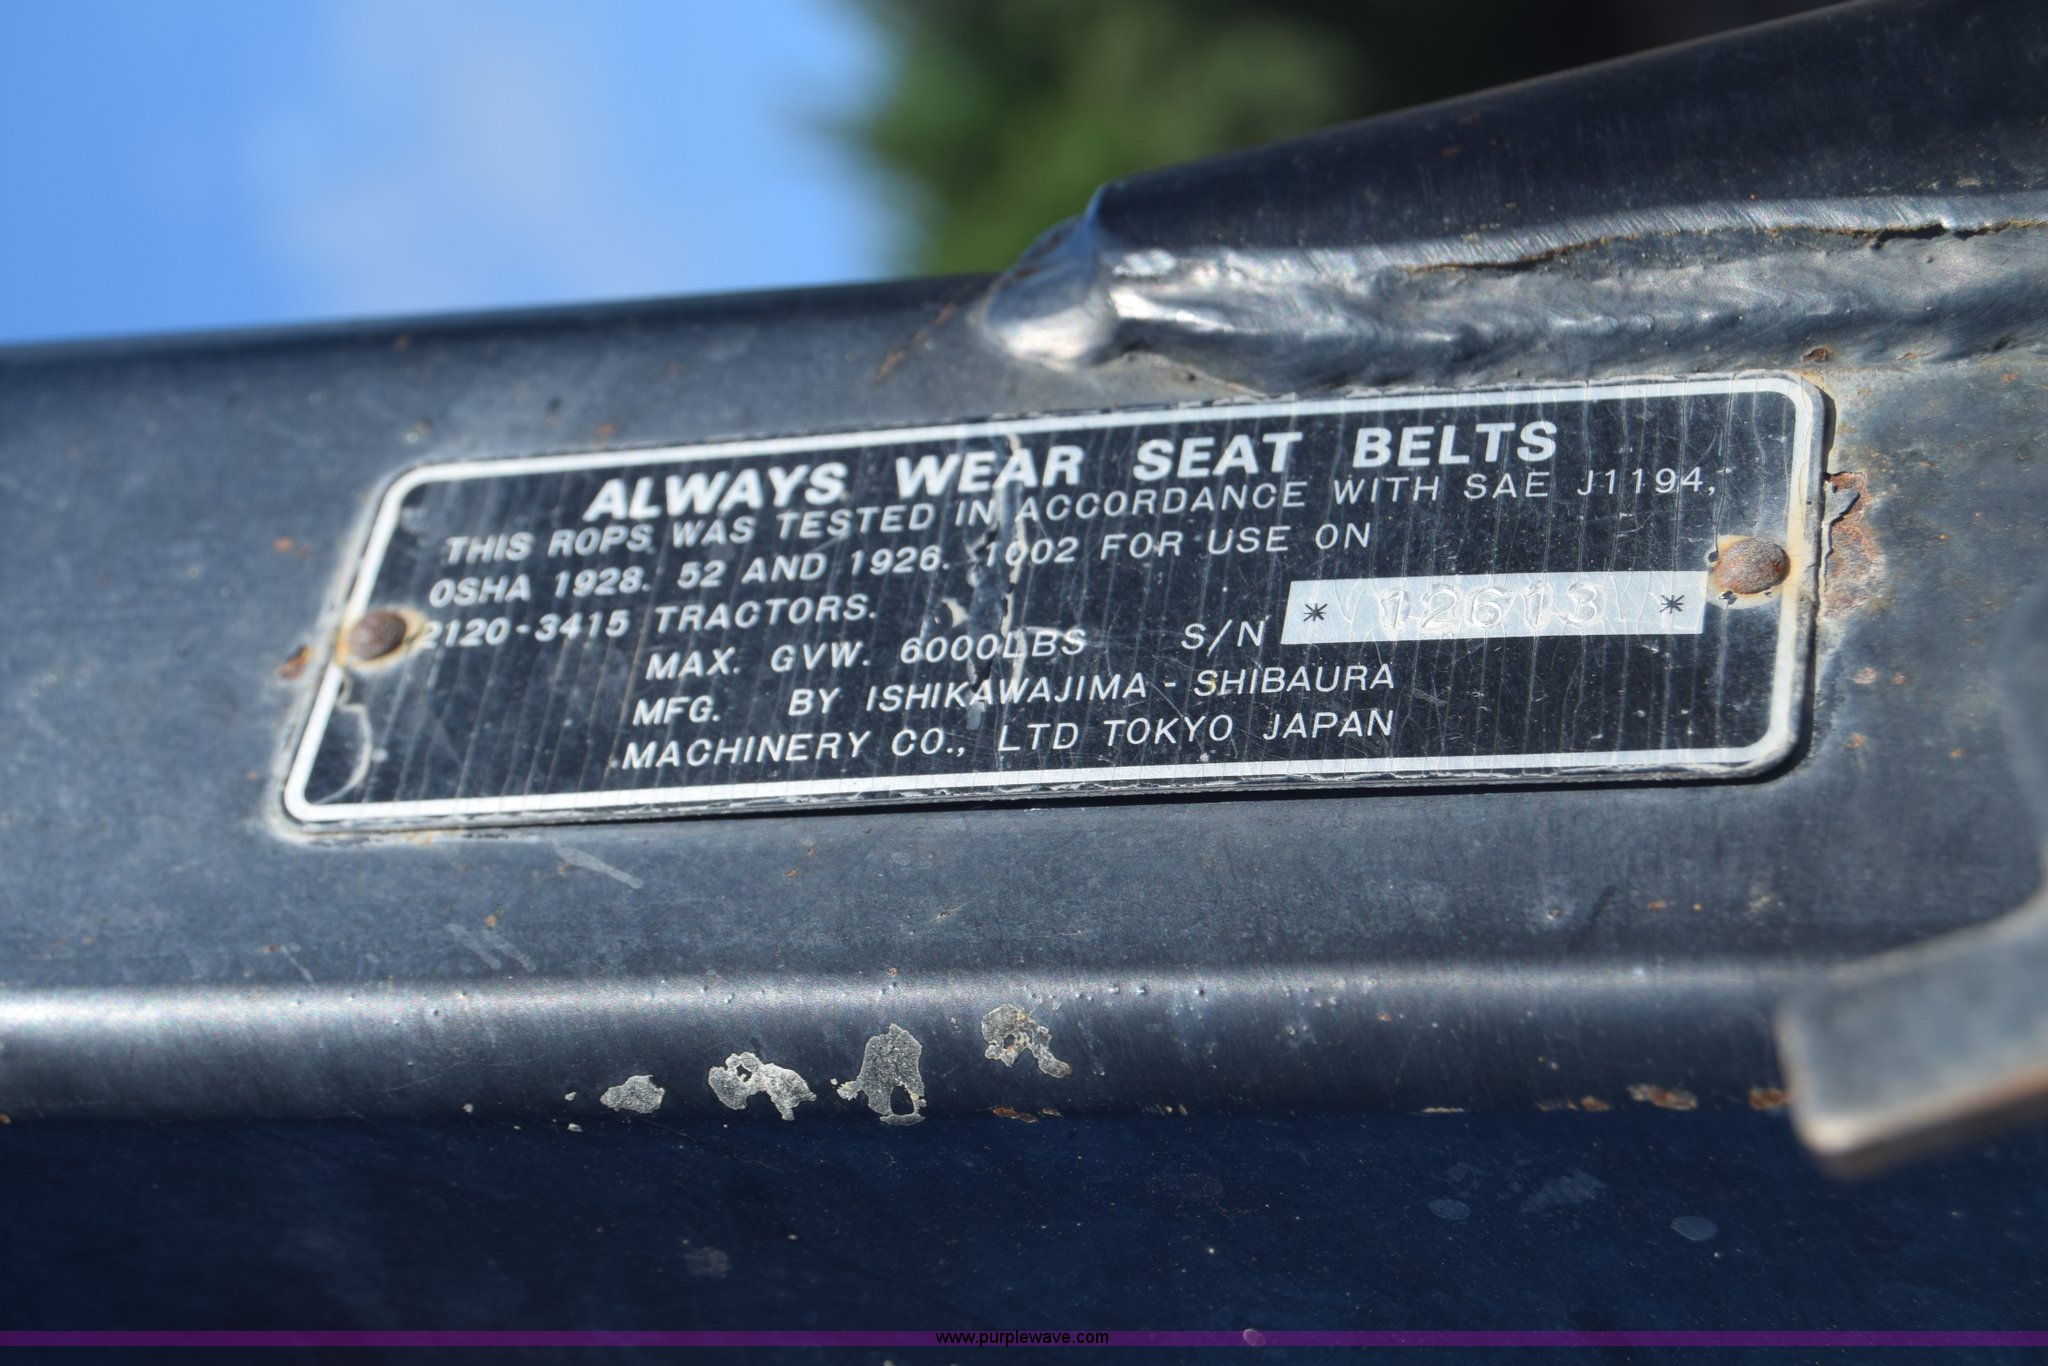 ALWAYS WEAR SEAT BELTS
THIS ROPS WAS TESTED IN ACCORDANCE WITH SAE J1194,
OSHA 1928. 52 AND 1926. 1002 FOR USE ON
2120-3415 TRACTORS.
MAX. GVW. 6000LBS S/N * 12613 *
MFG. BY ISHIKAWAJIMA - SHIBAURA
MACHINERY CO., LTD TOKYO JAPAN
www.purplewave.com